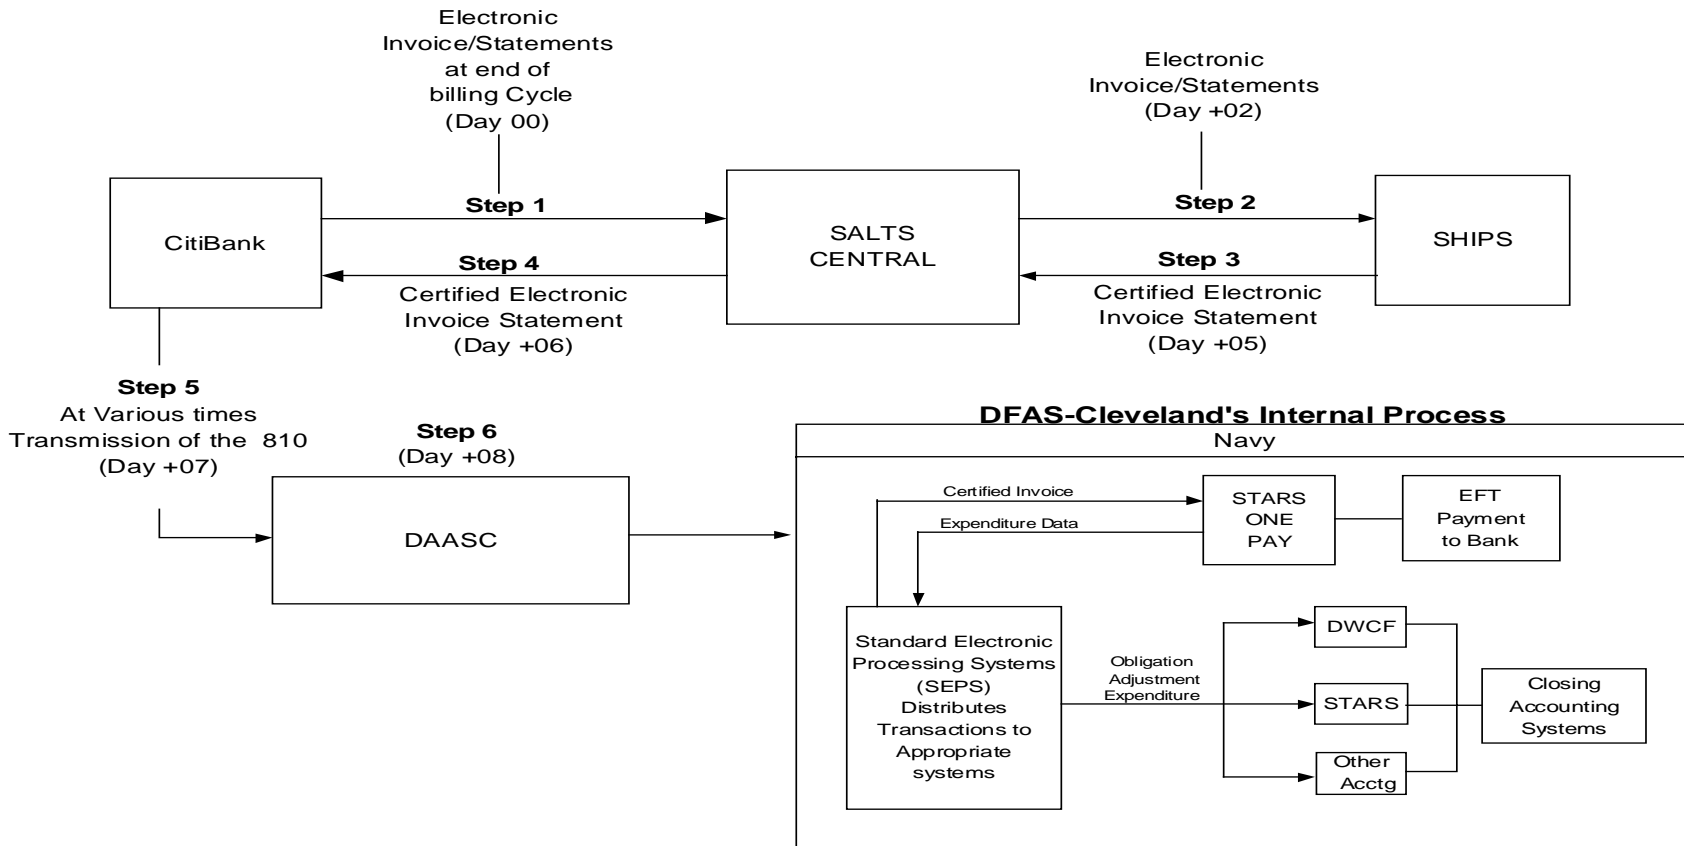 Electronic
Invoice/Statements
at end of
billing Cycle
(Day 00)
Electronic
Invoice/Statements
(Day +02)
CitiBank
Step 1
SALTS
CENTRAL
Step 2
SHIPS
Step 4
Certified Electronic
Invoice Statement
(Day +06)
Step 3
Certified Electronic
Invoice Statement
(Day +05)
Step 5
At Various times
Transmission of the 810
(Day +07)
Step 6
(Day +08)
DAASC
DFAS-Cleveland's Internal Process
Navy
Certified Invoice
Expenditure Data
STARS
ONE
PAY
EFT
Payment
to Bank
Standard Electronic
Processing Systems
(SEPS)
Distributes
Transactions to
Appropriate
systems
Obligation
Adjustment
Expenditure
DWCF
STARS
Other
Acctg
Closing
Accounting
Systems